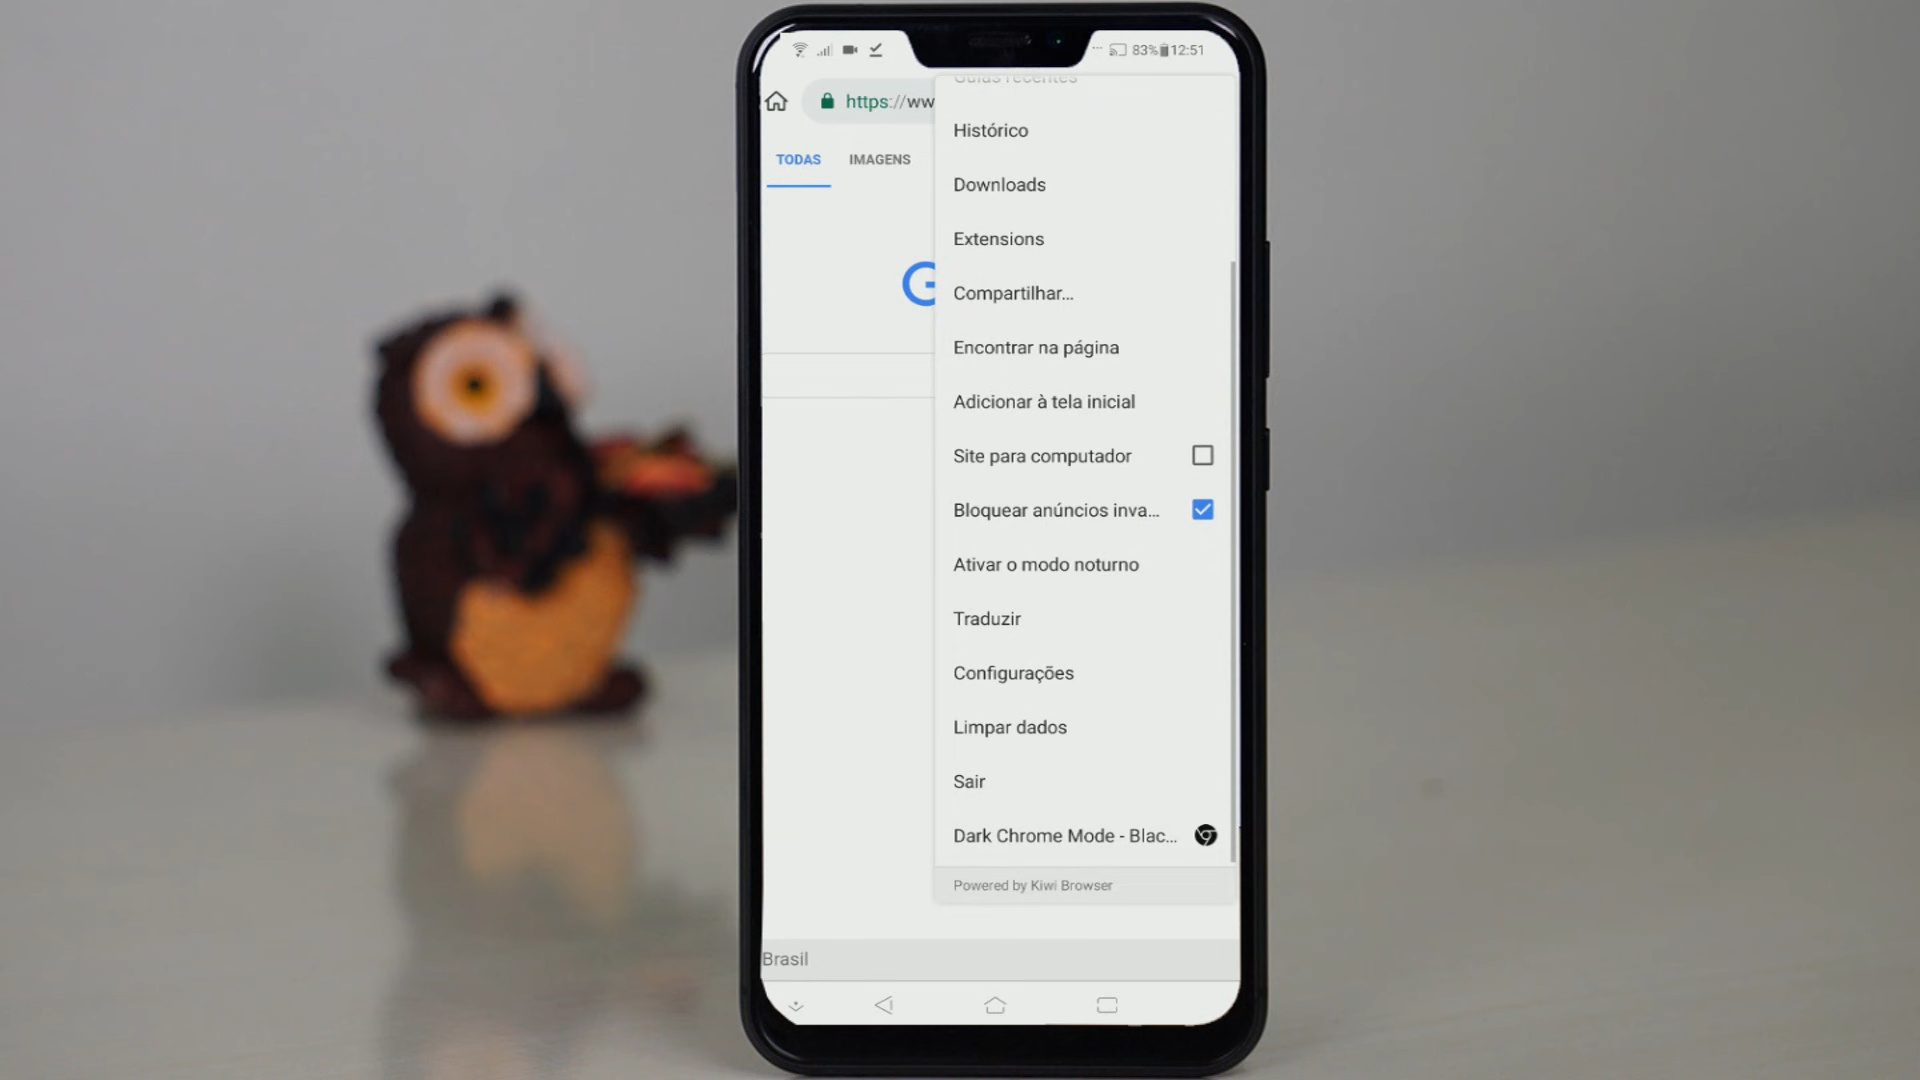 83% 12:51
Guias recentes
https://ww
Histórico
TODAS IMAGENS
Downloads
Extensions
G
Compartilhar...
Encontrar na página
Adicionar à tela inicial
Site para computador
Bloquear anúncios inva...
Ativar o modo noturno
Traduzir
Configurações
Limpar dados
Sair
Dark Chrome Mode - Blac...
Powered by Kiwi Browser
Brasil